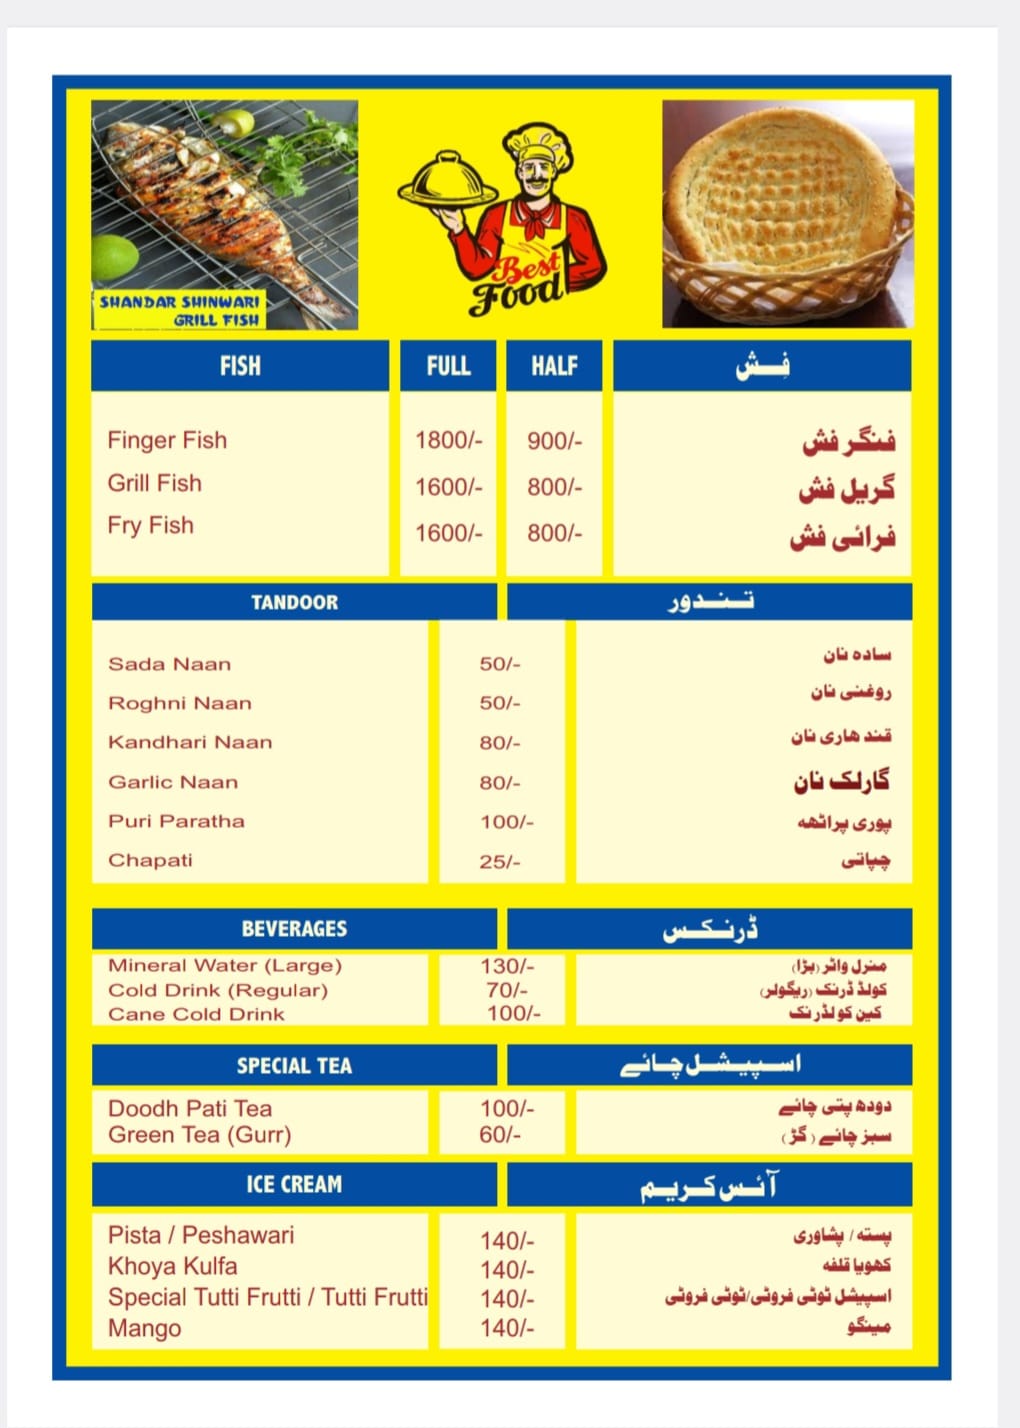 SHANDAR SHINWARI
GRILL FISH
Best
Food
FISH FULL HALF فِش
Finger Fish 1800/- 900/- فنگر فش
Grill Fish 1600/- 800/- گریل فش
Fry Fish 1600/- 800/- فرائی فش
TANDOOR تندور
Sada Naan 50/- سادہ نان
Roghni Naan 50/- روغنی نان
Kandhari Naan 80/- قند ھاری نان
Garlic Naan 80/- گارلک نان
Puri Paratha 100/- پوری پراٹھہ
Chapati 25/- چپاتی
BEVERAGES ڈرنکس
Mineral Water (Large) 130/- منرل واٹر (بڑا)
Cold Drink (Regular) 70/- کولڈ ڈرنک (ریگولر)
Cane Cold Drink 100/- کین کولڈر نک
SPECIAL TEA اسپیشل چائے
Doodh Pati Tea 100/- دودھ پتی چائے
Green Tea (Gurr) 60/- سبز چائے ( گڑ )
ICE CREAM آئس کریم
Pista / Peshawari 140/- پستہ / پشاوری
Khoya Kulfa 140/- کھویا قلفہ
Special Tutti Frutti / Tutti Frutti 140/- اسپیشل ٹوٹی فروٹی/ٹوٹی فروٹی
Mango 140/- مینگو